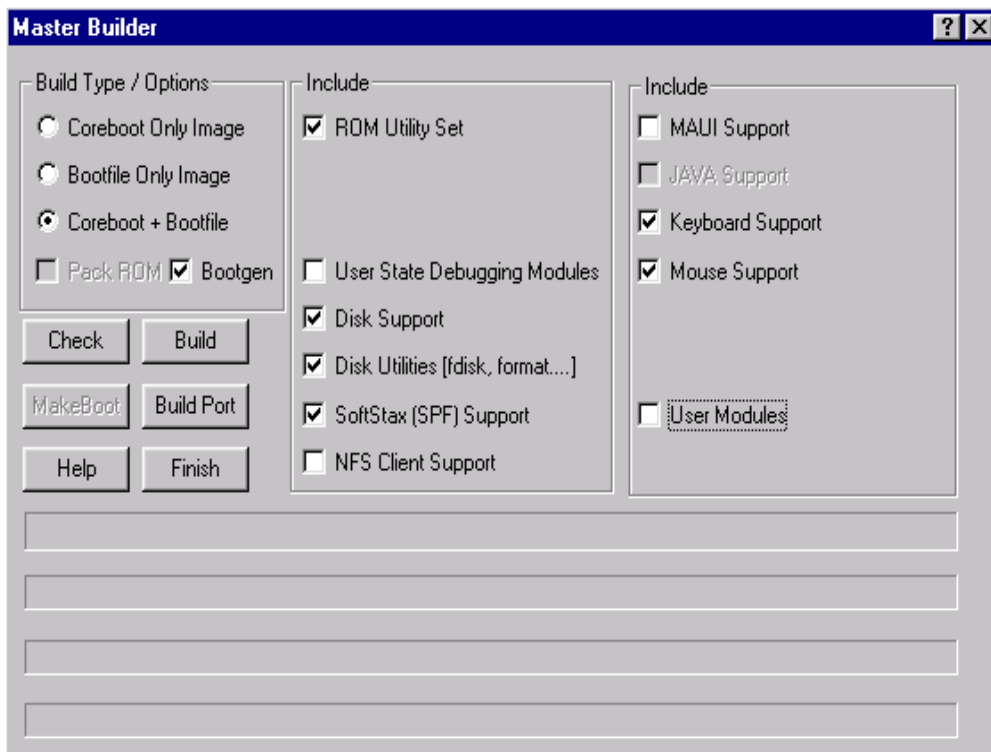 Master Builder
Build Type / Options
Coreboot Only Image
Bootfile Only Image
Coreboot + Bootfile
Pack ROM Bootgen
Check Build
MakeBoot Build Port
Help Finish
Include
ROM Utility Set
User State Debugging Modules
Disk Support
Disk Utilities [fdisk, format....]
SoftStax (SPF) Support
NFS Client Support
Include
MAUI Support
JAVA Support
Keyboard Support
Mouse Support
User Modules